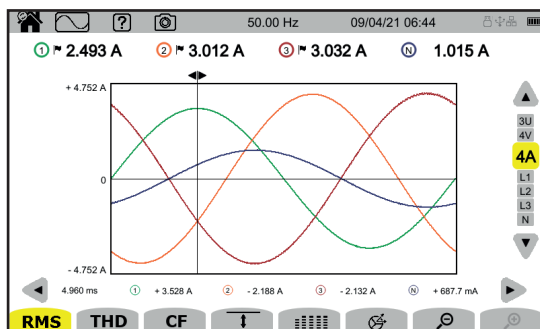 ? 50.00 Hz 09/04/21 06:44
1 2.493 A 2 3.012 A 3 3.032 A N 1.015 A
+ 4.752 A
0
- 4.752 A
3U
4V
4A
L1
L2
L3
N
4.960 ms 1 + 3.528 A 2 - 2.188 A 3 - 2.132 A N + 687.7 mA
RMS THD CF